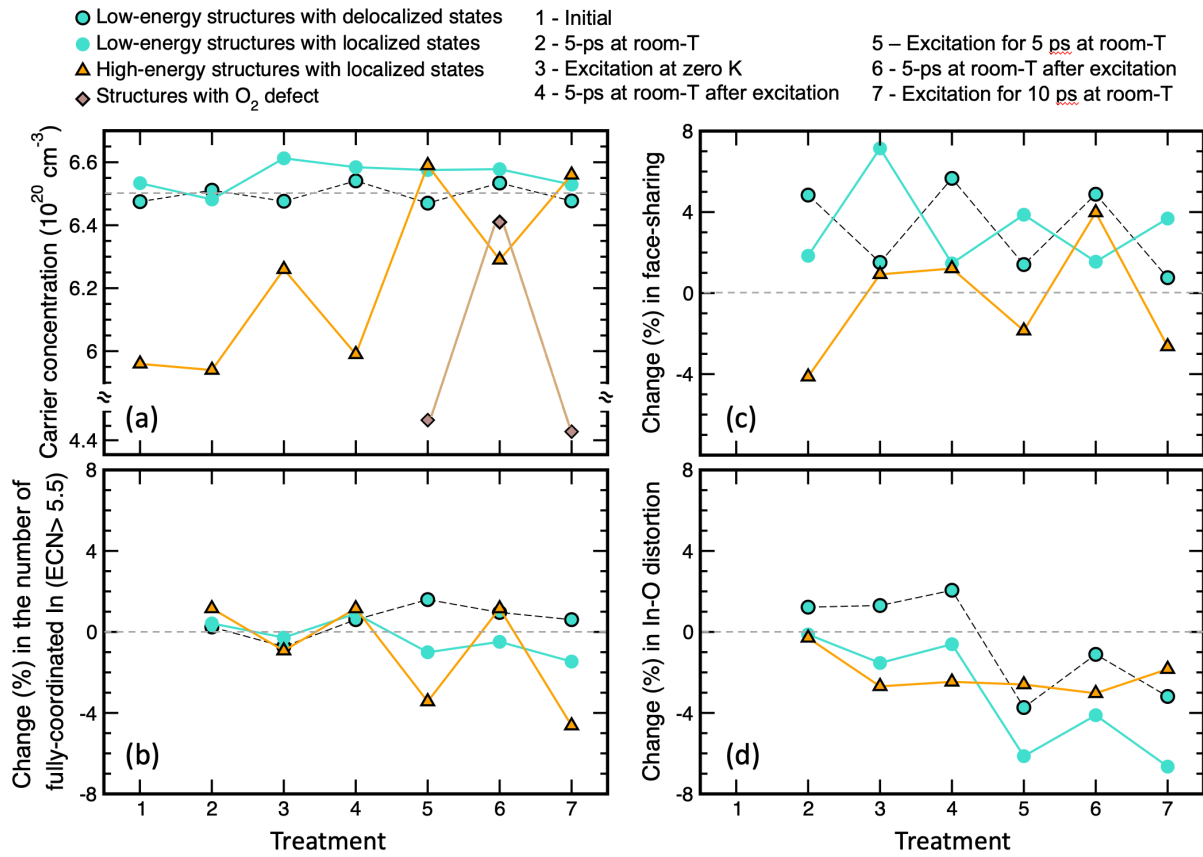 Low-energy structures with delocalized states
Low-energy structures with localized states
High-energy structures with localized states
Structures with O2 defect
1 - Initial
2 - 5-ps at room-T
3 - Excitation at zero K
4 - 5-ps at room-T after excitation
5 – Excitation for 5 ps at room-T
6 - 5-ps at room-T after excitation
7 - Excitation for 10 ps at room-T
Carrier concentration (10²⁰ cm⁻³)
6.6
6.4
6.2
6
≈
≈
4.4
(a)
Change (%) in face-sharing
8
4
0
-4
(c)
Change (%) in the number of
fully-coordinated In (ECN> 5.5)
8
4
0
-4
-8
(b)
1 2 3 4 5 6 7
Treatment
Change (%) in In-O distortion
8
4
0
-4
-8
(d)
1 2 3 4 5 6 7
Treatment